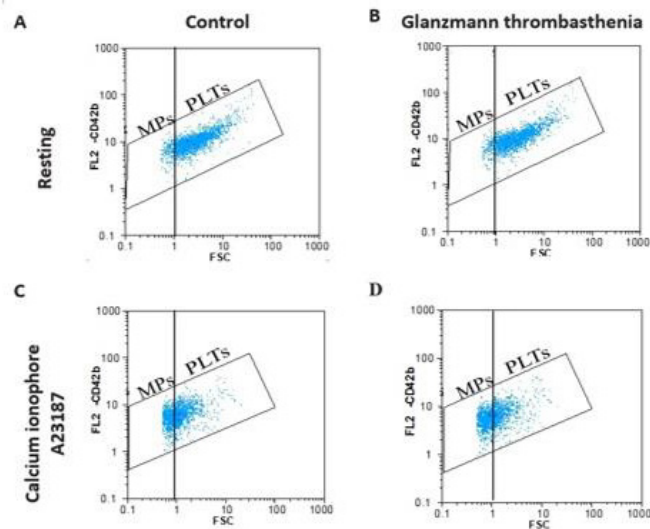 Control
Glanzmann thrombasthenia
Resting
Calcium ionophore
A23187
A
1000
100
10
1
0.1
FL2 -CD42b
MPs
PLTs
0.1
1
10
100
1000
FSC
B
1000
100
10
1
0.1
FL2 -CD42b
MPs
PLTs
0.1
1
10
100
1000
FSC
C
1000
100
10
1
0.1
FL2 -CD42b
MPs
PLTs
0.1
1
10
100
1000
FSC
D
1000
100
10
1
0.1
FL2 -CD42b
MPs
PLTs
0.1
1
10
100
1000
FSC